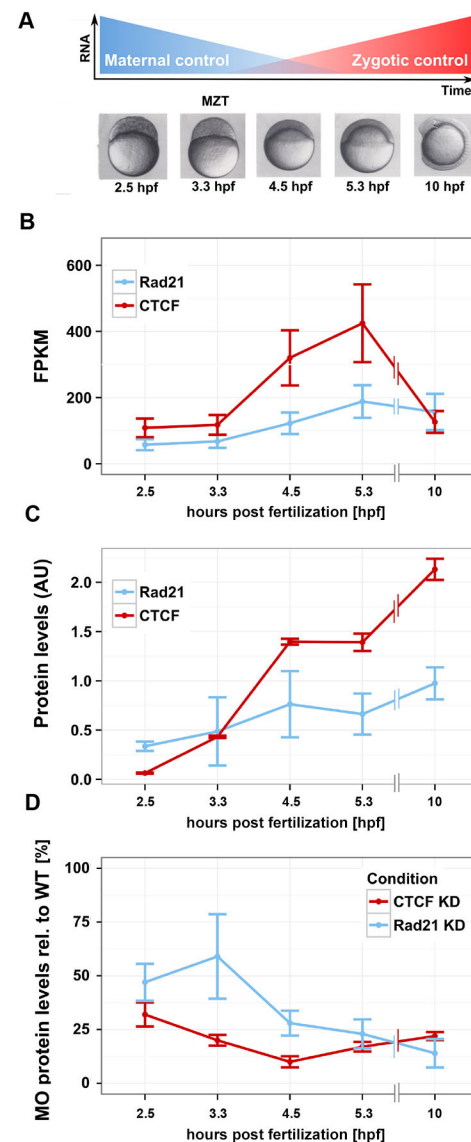 A
RNA
Maternal control
Zygotic control
Time
MZT
2.5 hpf
3.3 hpf
4.5 hpf
5.3 hpf
10 hpf
B
FPKM
600
400
200
0
Rad21
CTCF
2.5
3.3
4.5
5.3
10
hours post fertilization [hpf]
C
Protein levels (AU)
2.0
1.5
1.0
0.5
0.0
Rad21
CTCF
2.5
3.3
4.5
5.3
10
hours post fertilization [hpf]
D
MO protein levels rel. to WT [%]
100
75
50
25
0
Condition
CTCF KD
Rad21 KD
2.5
3.3
4.5
5.3
10
hours post fertilization [hpf]